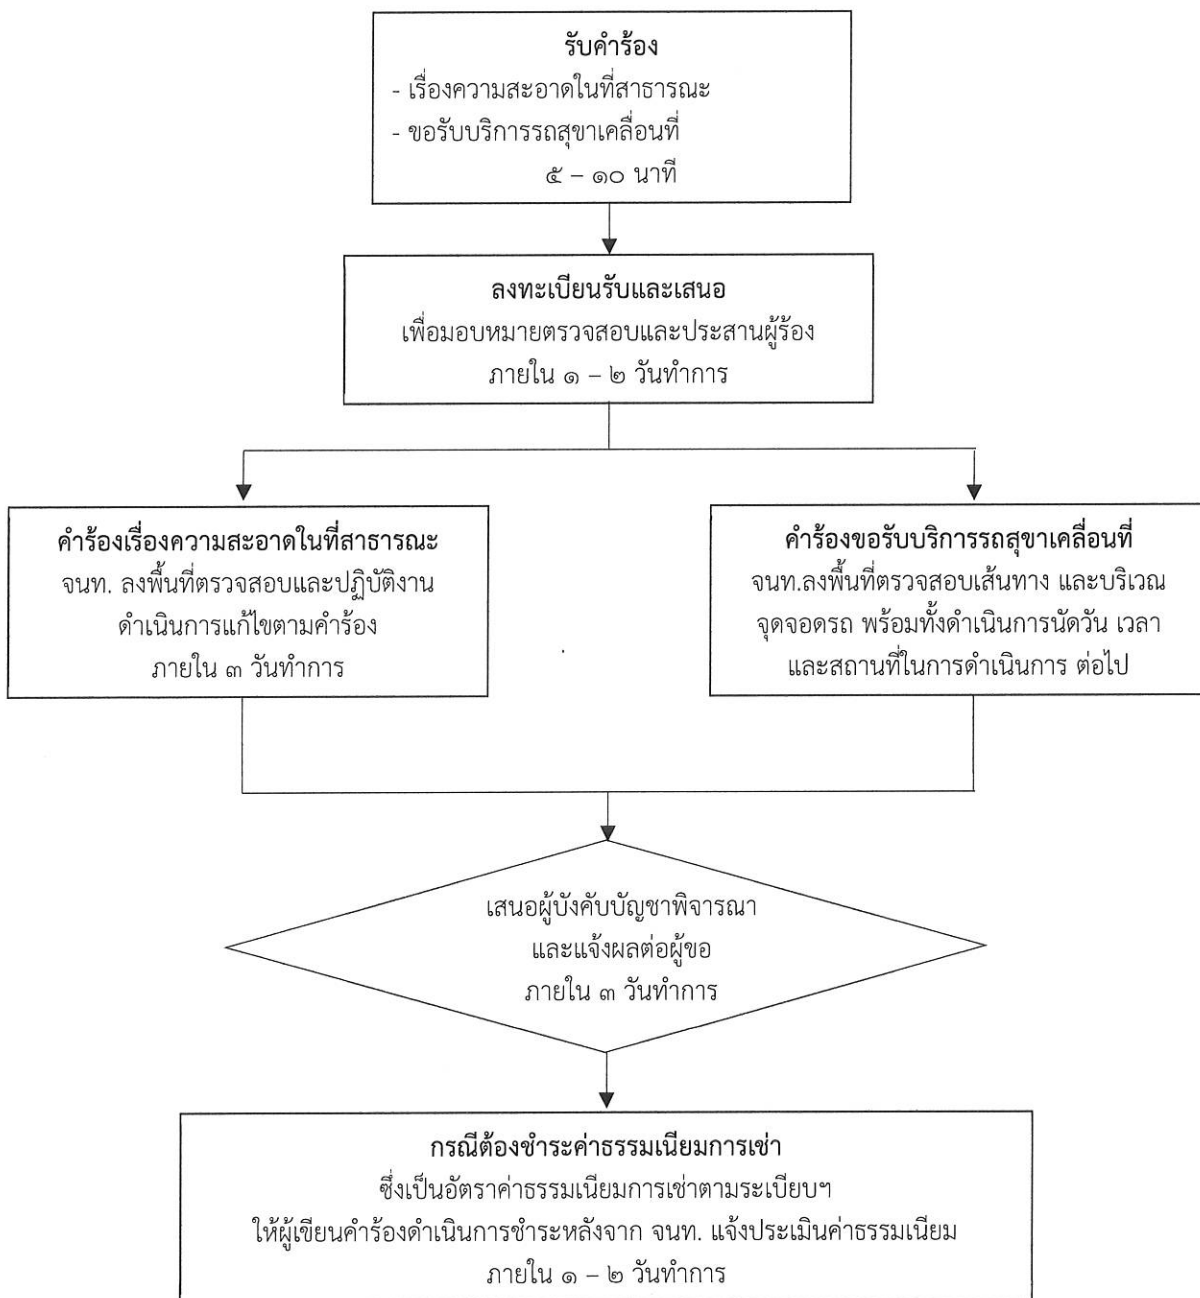 รับคำร้อง
- เรื่องความสะอาดในที่สาธารณะ
- ขอรับบริการรถสุขาเคลื่อนที่
๕ – ๑๐ นาที
ลงทะเบียนรับและเสนอ
เพื่อมอบหมายตรวจสอบและประสานผู้ร้อง
ภายใน ๑ – ๒ วันทำการ
คำร้องเรื่องความสะอาดในที่สาธารณะ
จนท. ลงพื้นที่ตรวจสอบและปฏิบัติงาน
ดำเนินการแก้ไขตามคำร้อง
ภายใน ๓ วันทำการ
คำร้องขอรับบริการรถสุขาเคลื่อนที่
จนท.ลงพื้นที่ตรวจสอบเส้นทาง และบริเวณ
จุดจอดรถ พร้อมทั้งดำเนินการนัดวัน เวลา
และสถานที่ในการดำเนินการ ต่อไป
เสนอผู้บังคับบัญชาพิจารณา
และแจ้งผลต่อผู้ขอ
ภายใน ๓ วันทำการ
กรณีต้องชำระค่าธรรมเนียมการเช่า
ซึ่งเป็นอัตราค่าธรรมเนียมการเช่าตามระเบียบฯ
ให้ผู้เขียนคำร้องดำเนินการชำระหลังจาก จนท. แจ้งประเมินค่าธรรมเนียม
ภายใน ๑ – ๒ วันทำการ